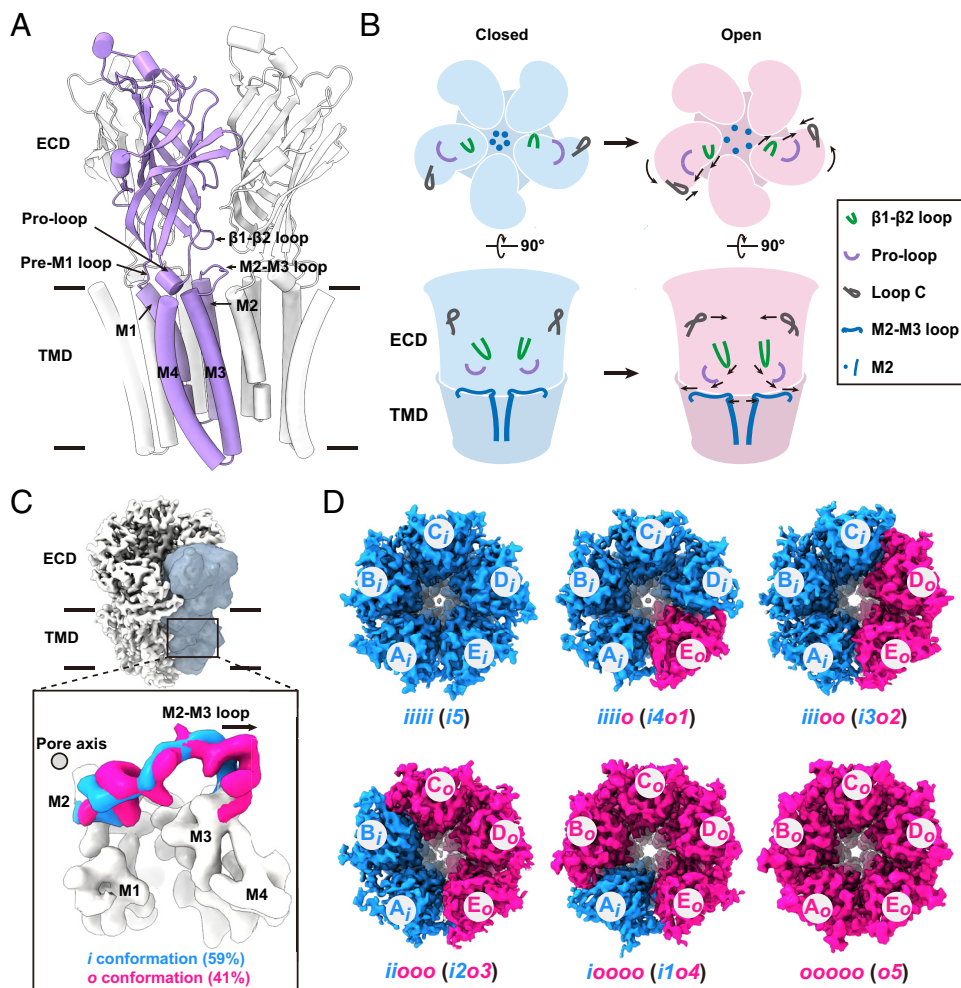 A
ECD
Pro-loop
β1-β2 loop
Pre-M1 loop
M2-M3 loop
M1
M2
TMD
M4
M3
B
Closed
Open
90°
90°
ECD
TMD
β1-β2 loop
Pro-loop
Loop C
M2-M3 loop
M2
C
ECD
TMD
M2-M3 loop
Pore axis
M2
M3
M1
M4
i conformation (59%)
o conformation (41%)
D
Ci
Bi
Di
Ai
Ei
iiiii (i5)
Ci
Bi
Di
Ai
Eo
iiiio (i4o1)
Ci
Bi
Do
Ai
Eo
iiioo (i3o2)
Co
Bi
Do
Ai
Eo
iiooo (i2o3)
Co
Bo
Do
Ai
Eo
ioooo (i1o4)
Co
Bo
Do
Ao
Eo
ooooo (o5)